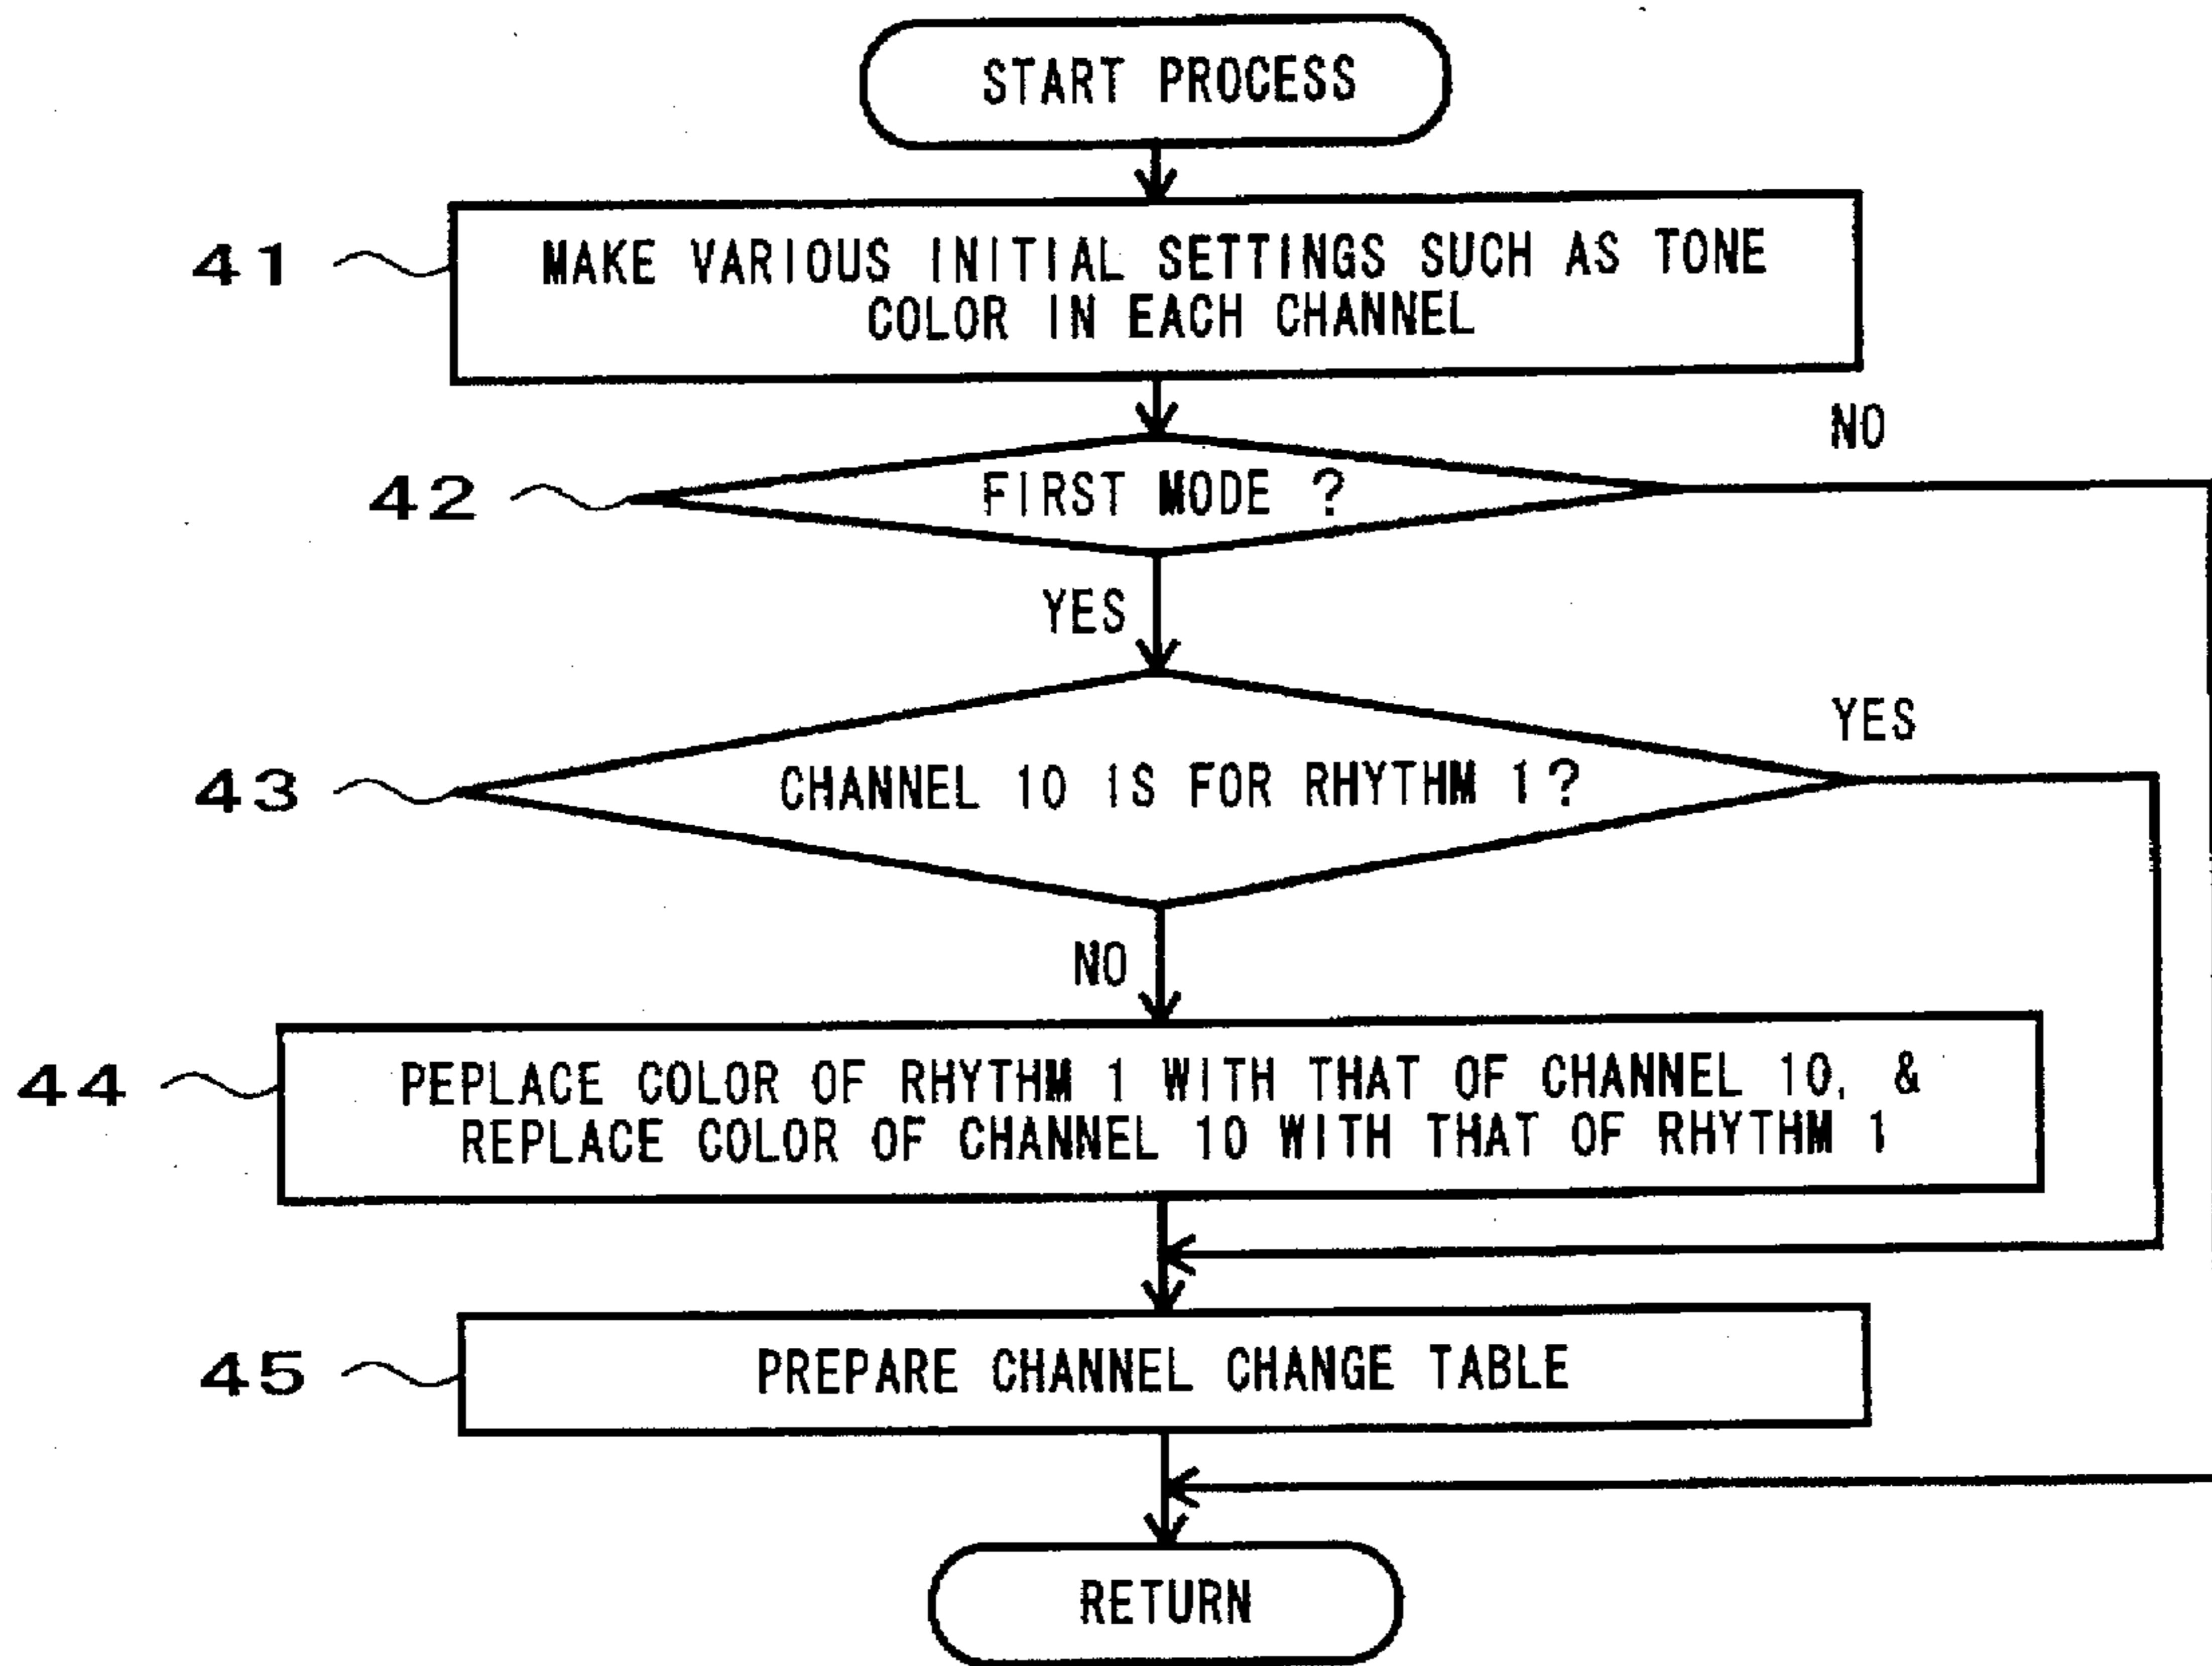 START PROCESS
41
MAKE VARIOUS INITIAL SETTINGS SUCH AS TONE
COLOR IN EACH CHANNEL
NO
42
FIRST MODE ?
YES
YES
43
CHANNEL 10 IS FOR RHYTHM 1?
NO
44
PEPLACE COLOR OF RHYTHM 1 WITH THAT OF CHANNEL 10, &
REPLACE COLOR OF CHANNEL 10 WITH THAT OF RHYTHM 1
45
PREPARE CHANNEL CHANGE TABLE
RETURN